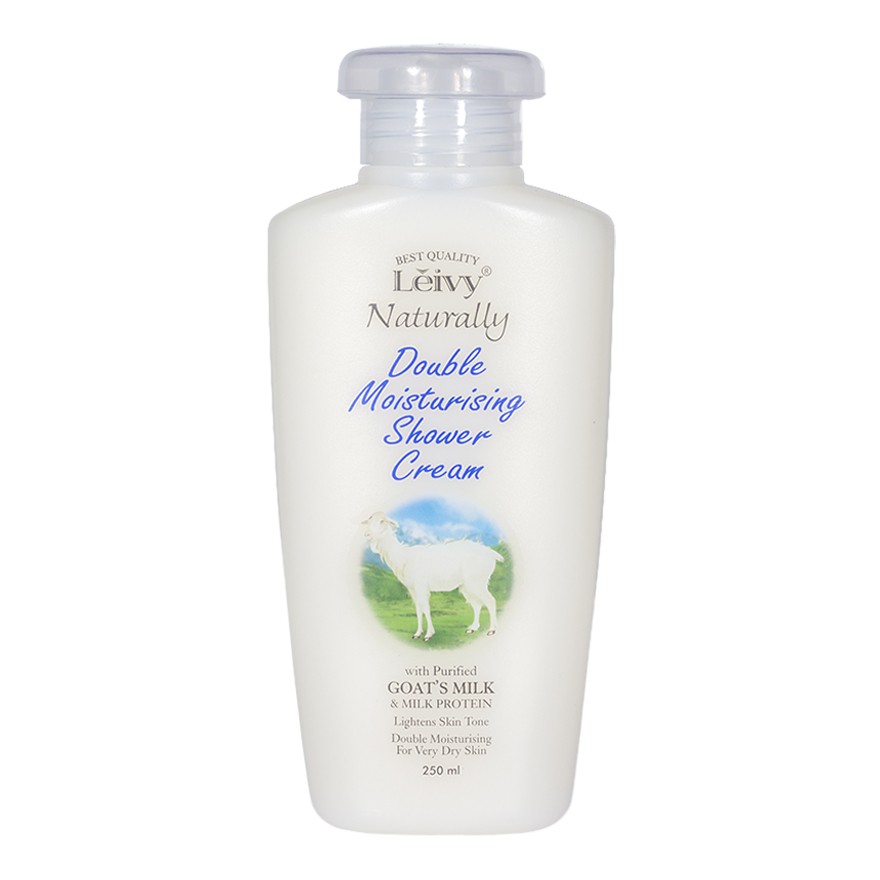 BEST QUALITY
Lěivy®
Naturally
Double
Moisturising
Shower
Cream
with Purified
GOAT'S MILK
& MILK PROTEIN
Lightens Skin Tone
Double Moisturising
For Very Dry Skin
250 ml